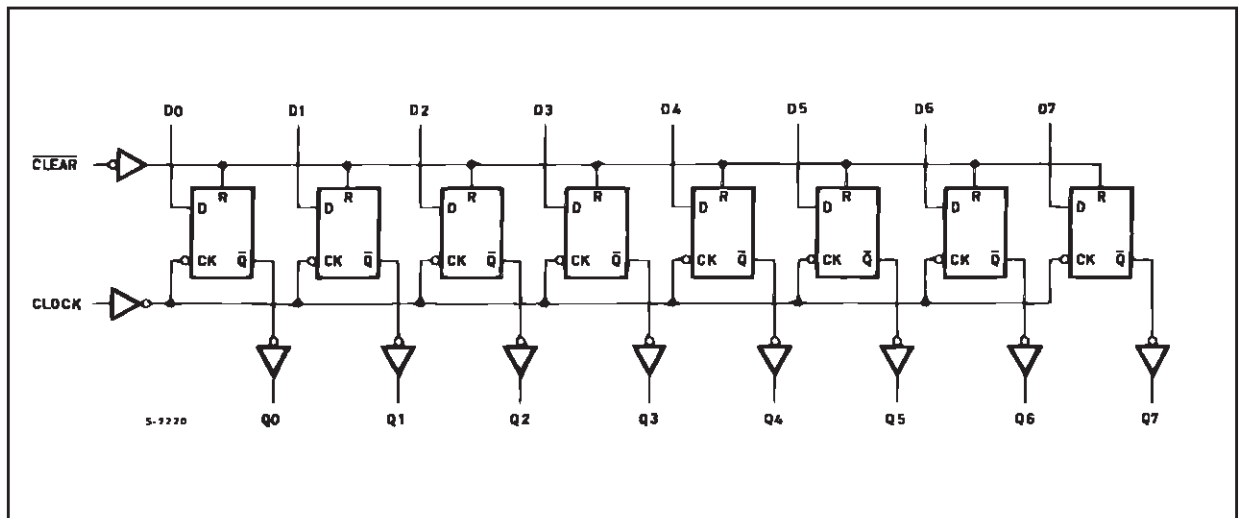 D0 D1 D2 D3 D4 D5 D6 D7
C̅L̅E̅A̅R̅
R R R R R R R R
D D D D D D D D
CK Q̅ CK Q̅ CK Q̅ CK Q̅ CK Q̅ CK Q̅ CK Q̅ CK Q̅
CLOCK
S-7220 Q0 Q1 Q2 Q3 Q4 Q5 Q6 Q7